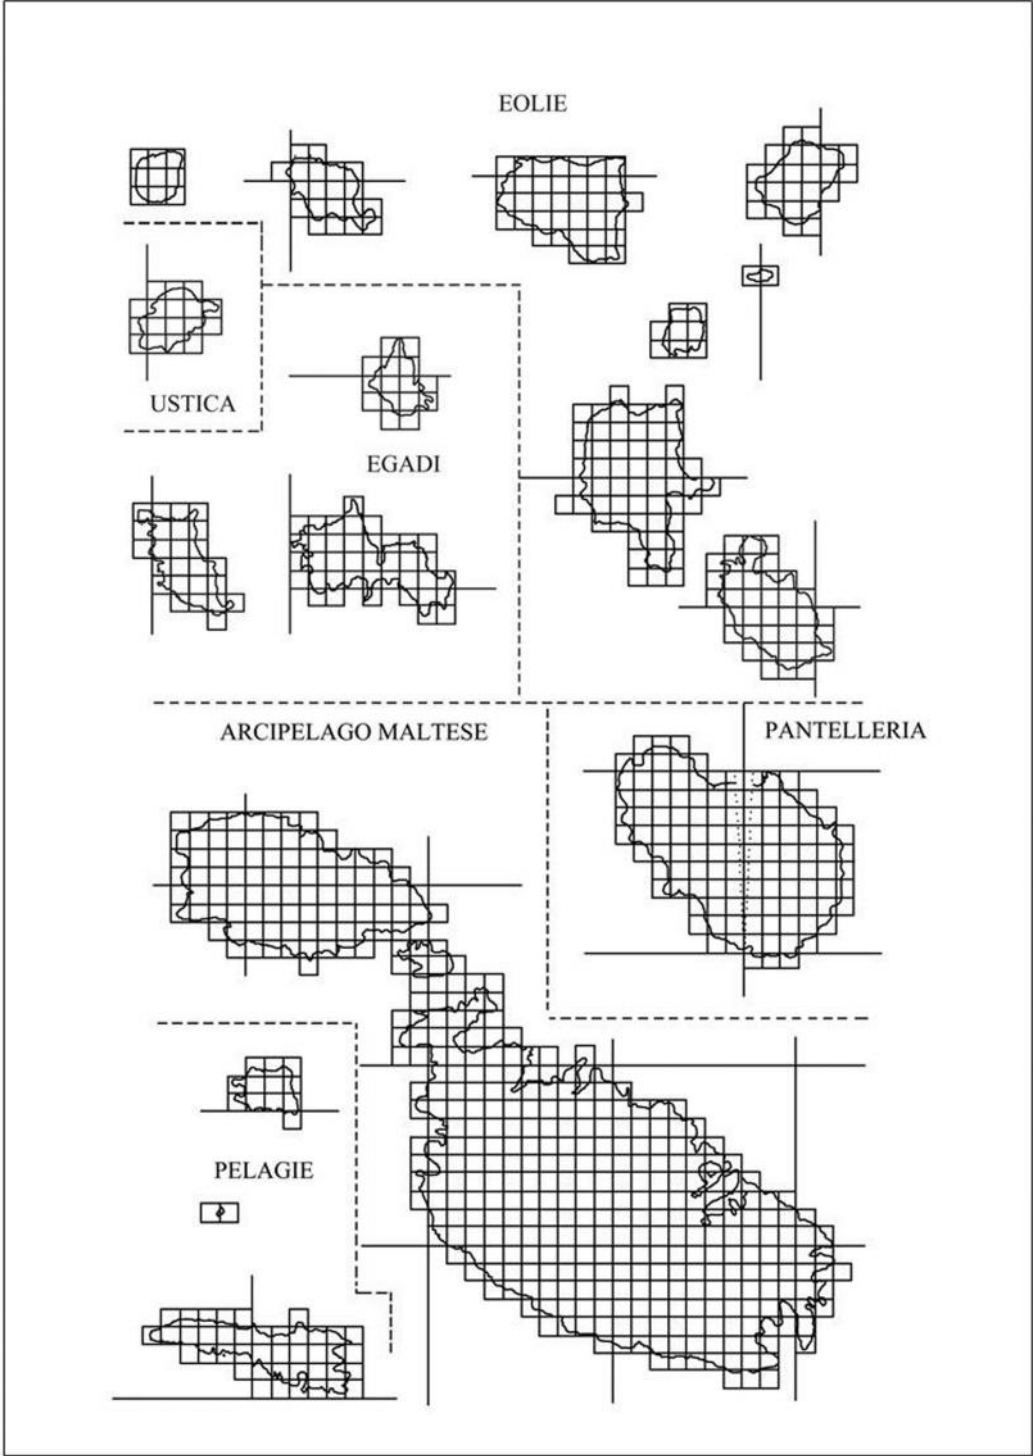 EOLIE
USTICA
EGADI
ARCIPELAGO MALTESE
PANTELLERIA
PELAGIE